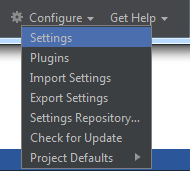 Configure Get Help
Settings
Plugins
Import Settings
Export Settings
Settings Repository...
Check for Update
Project Defaults